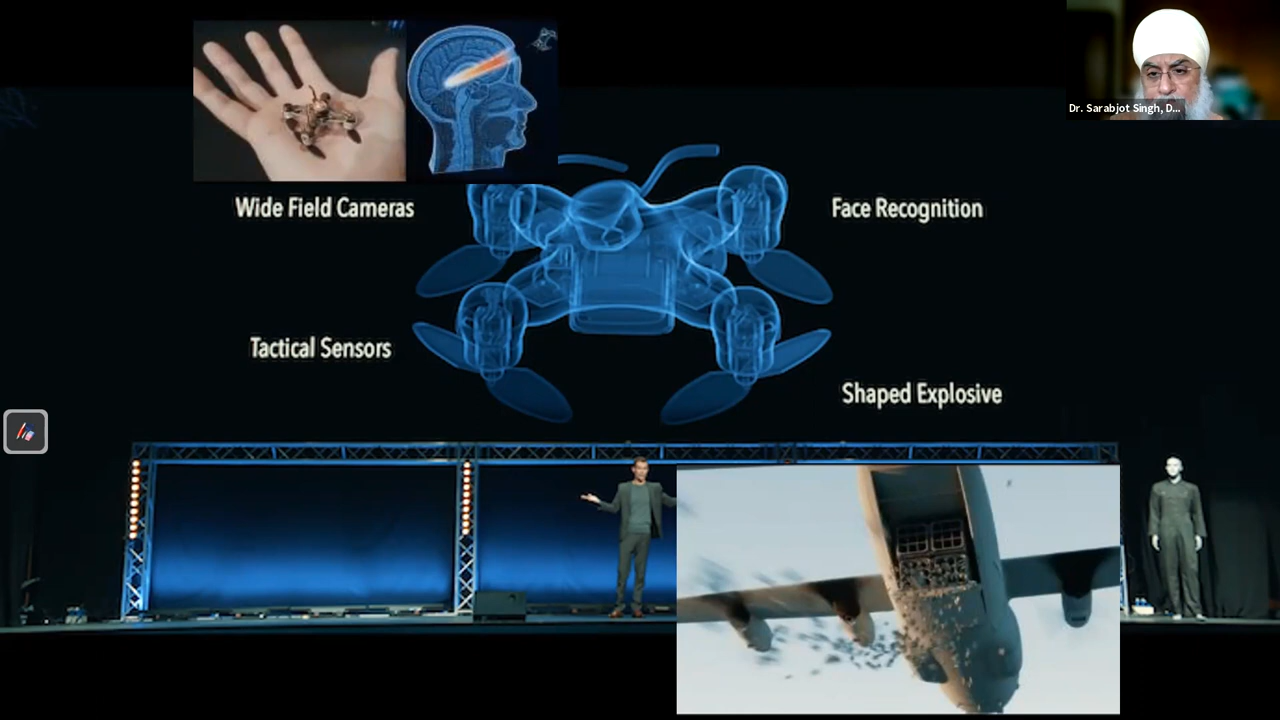 Dr. Sarabjot Singh, D...
Wide Field Cameras
Face Recognition
Tactical Sensors
Shaped Explosive